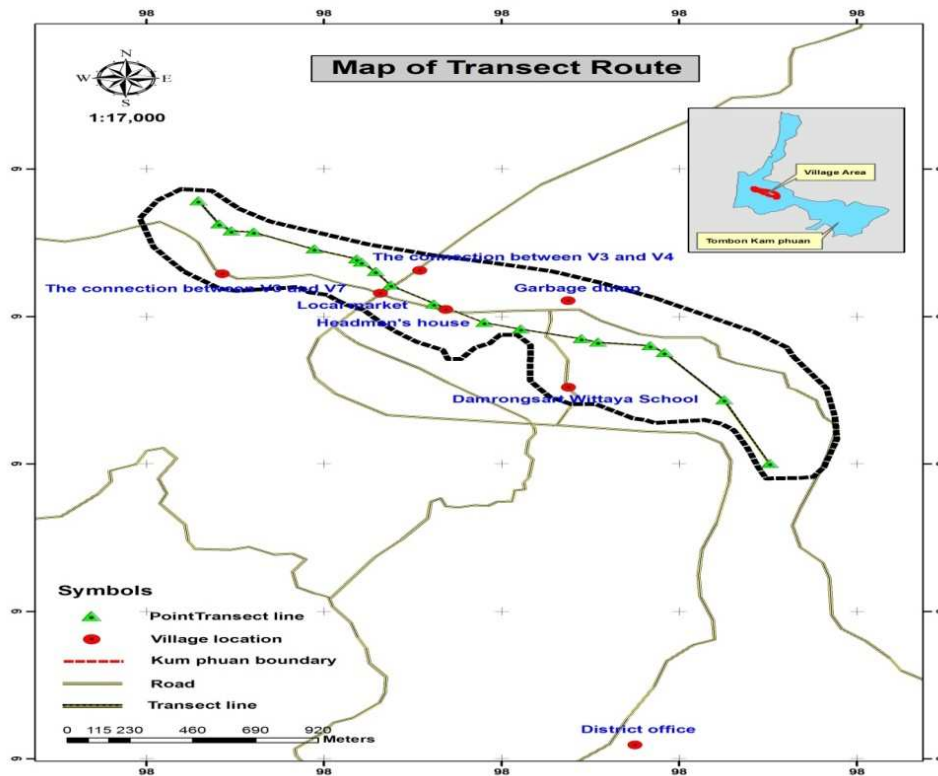 98 98 98 98 98
Map of Transect Route
N
W E
S
1:17,000
Village Area
Tombon Kam phuan
9 9
The connection between V3 and V4
The connection between V6 and V7
Garbage dump
Local market
9 9
Headmen's house
Damrongsart Wittaya School
9 9
Symbols
PointTransect line
9 9
Village location
Kum phuan boundary
Road
Transect line
0 115 230 460 690 920
Meters
District office
9 9
98 98 98 98 98